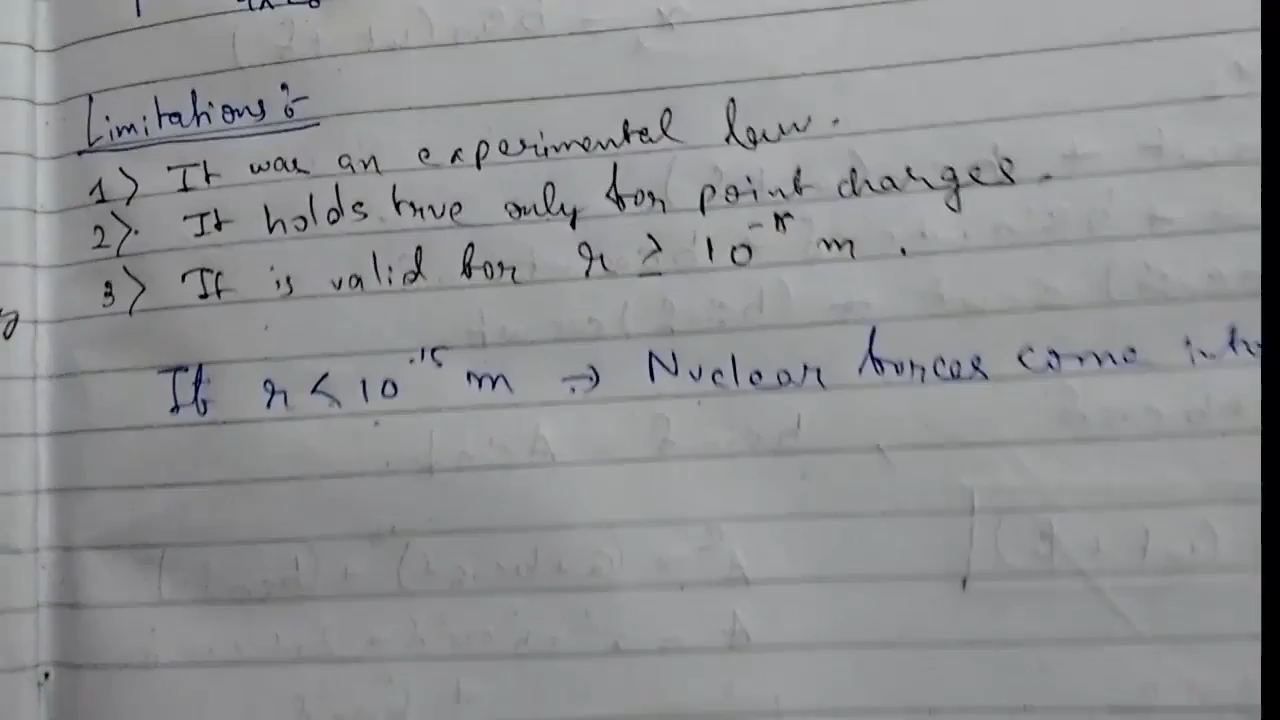 Limitations :-
1) It was an experimental law.
2) It holds true only for point charges.
3) It is valid for r ≥ 10⁻¹⁵ m.
If r < 10⁻¹⁵ m ⇒ Nuclear forces come into